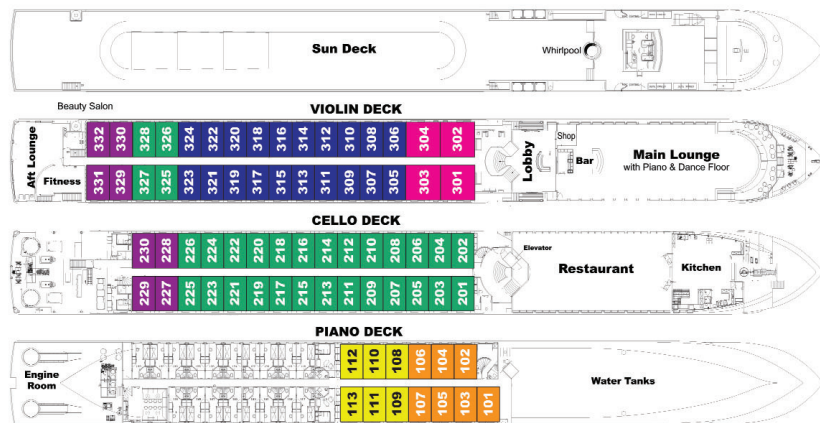 Sun Deck
Whirlpool
Beauty Salon
VIOLIN DECK
Aft Lounge
332 330 328 326 324 322 320 318 316 314 312 310 308 306 304 302
Fitness
331 329 327 325 323 321 319 317 315 313 311 309 307 305 303 301
Lobby
Shop
Bar
Main Lounge
with Piano & Dance Floor
CELLO DECK
230 228 226 224 222 220 218 216 214 212 210 208 206 204 202
229 227 225 223 221 219 217 215 213 211 209 207 205 203 201
Elevator
Restaurant
Kitchen
PIANO DECK
Engine
Room
112 110 108 106 104 102
113 111 109 107 105 103 101
Water Tanks